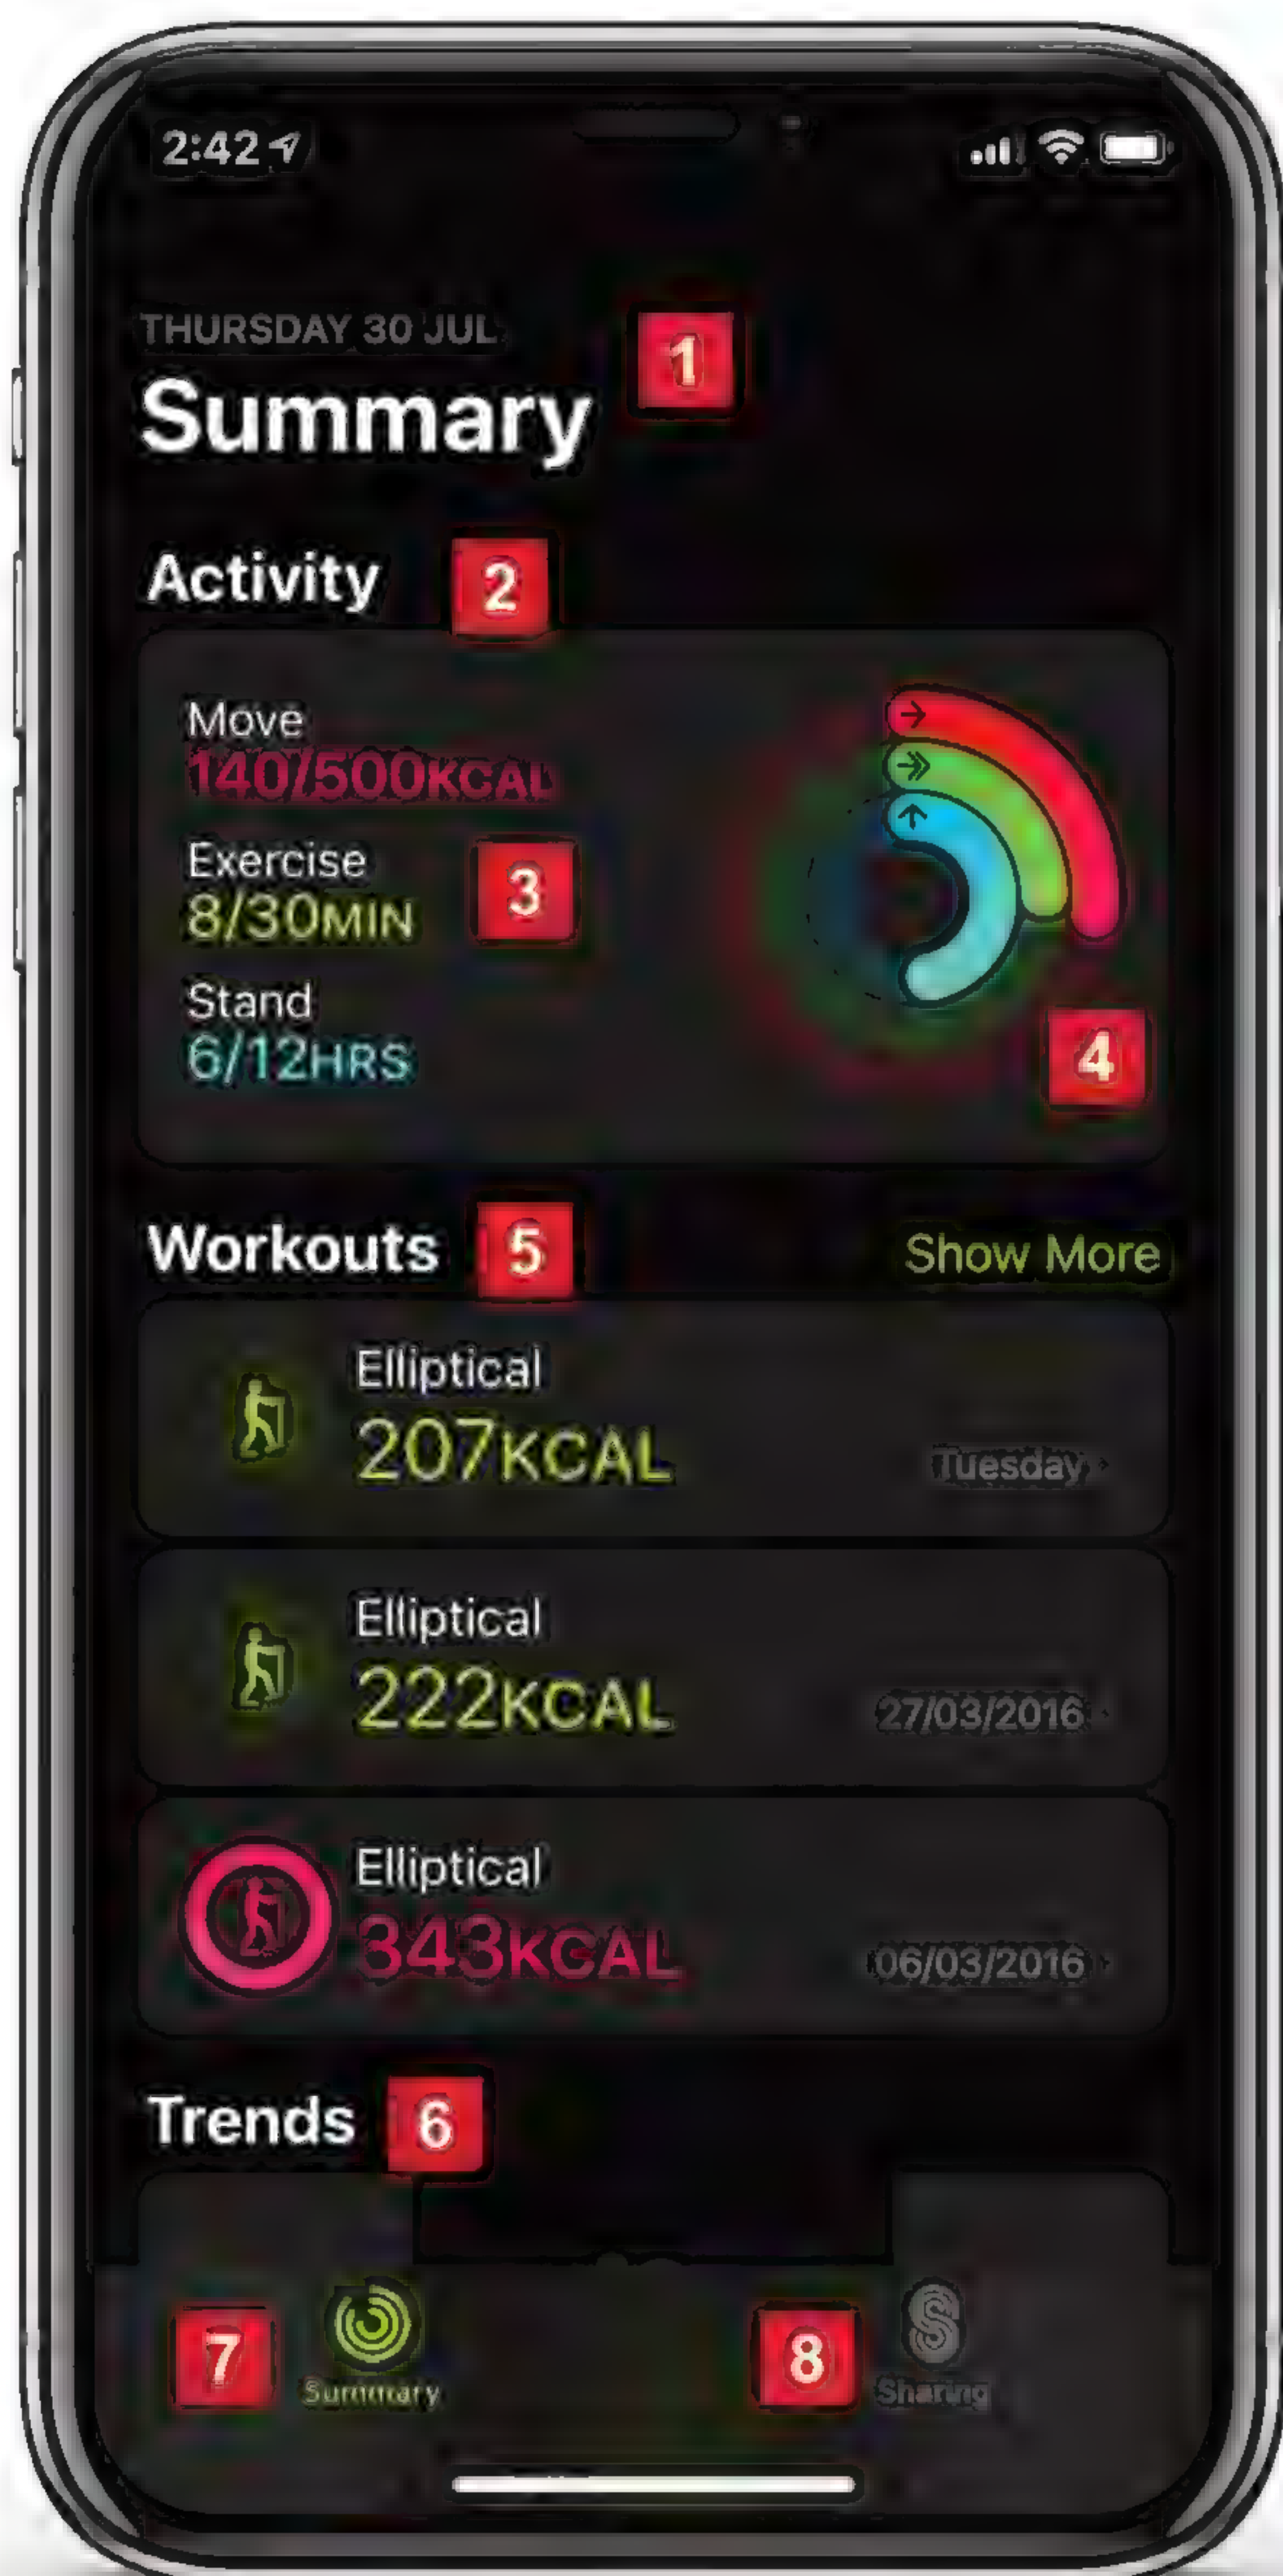 2:42
THURSDAY 30 JUL
1
Summary
Activity
2
Move
140/500KCAL
Exercise
8/30MIN
3
Stand
6/12HRS
4
Workouts
5
Show More
Elliptical
207KCAL
Tuesday
Elliptical
222KCAL
27/03/2016
Elliptical
343KCAL
06/03/2016
Trends
6
7
Summary
8
Sharing